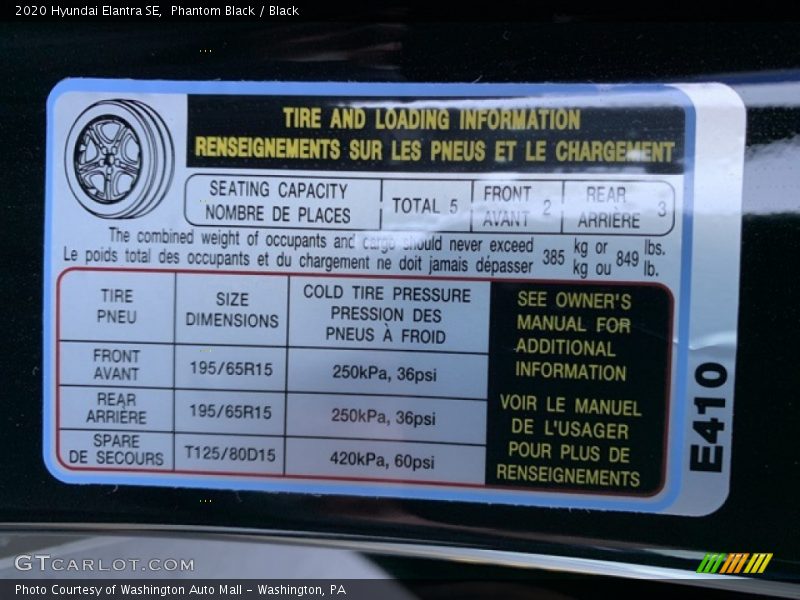 2020 Hyundai Elantra SE,  Phantom Black / Black
TIRE AND LOADING INFORMATION
RENSEIGNEMENTS SUR LES PNEUS ET LE CHARGEMENT
SEATING CAPACITY
NOMBRE DE PLACES
TOTAL 5
FRONT
AVANT
2
REAR
ARRIÈRE
3
The combined weight of occupants and cargo should never exceed
Le poids total des occupants et du chargement ne doit jamais dépasser
385
kg or
kg ou
849
lbs.
lb.
TIRE
PNEU
SIZE
DIMENSIONS
COLD TIRE PRESSURE
PRESSION DES
PNEUS À FROID
FRONT
AVANT
195/65R15
250kPa, 36psi
REAR
ARRIÈRE
195/65R15
250kPa, 36psi
SPARE
DE SECOURS
T125/80D15
420kPa, 60psi
SEE OWNER'S
MANUAL FOR
ADDITIONAL
INFORMATION
VOIR LE MANUEL
DE L'USAGER
POUR PLUS DE
RENSEIGNEMENTS
E410
GTCARLOT.COM
Photo Courtesy of Washington Auto Mall - Washington, PA